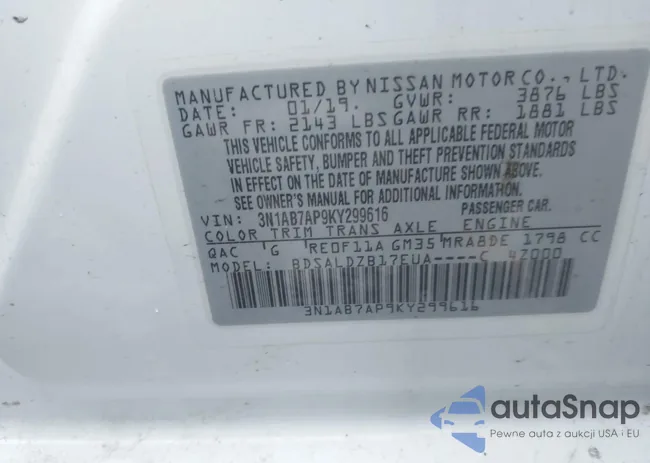 MANUFACTURED BY NISSAN MOTOR CO., LTD.
DATE: 01/19. GVWR: 3876 LBS
GAWR FR: 2143 LBS GAWR RR: 1881 LBS
THIS VEHICLE CONFORMS TO ALL APPLICABLE FEDERAL MOTOR
VEHICLE SAFETY, BUMPER AND THEFT PREVENTION STANDARDS
IN EFFECT ON THE DATE OF MANUFACTURE SHOWN ABOVE.
SEE OWNER'S MANUAL FOR ADDITIONAL INFORMATION.
VIN: 3N1AB7AP9KY299616 PASSENGER CAR.
COLOR TRIM TRANS AXLE ENGINE
QAC 'G RE0F11A GM35 MRA8DE 1798 CC
MODEL: BDSALDZB17EUA----C 4Z000
3N1AB7AP9KY299616
autaSnap
Pewne auta z aukcji USA i EU